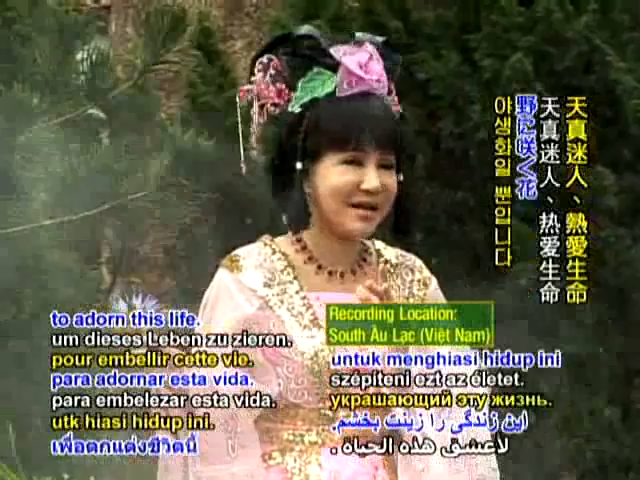 天真迷人、熱愛生命
天真迷人、热爱生命
野に咲く花
야생화일 뿐입니다
Recording Location:
South Âu Lạc (Việt Nam)
to adorn this life.
um dieses Leben zu zieren.
pour embellir cette vie.
para adornar esta vida.
para embelezar esta vida.
utk hiasi hidup ini.
เพื่อตกแต่งชีวิตนี้
untuk menghiasi hidup ini
szépíteni ezt az életet.
украшающий эту жизнь.
این زندگی را زینت بخشم.
لأعشق هذه الحياة .